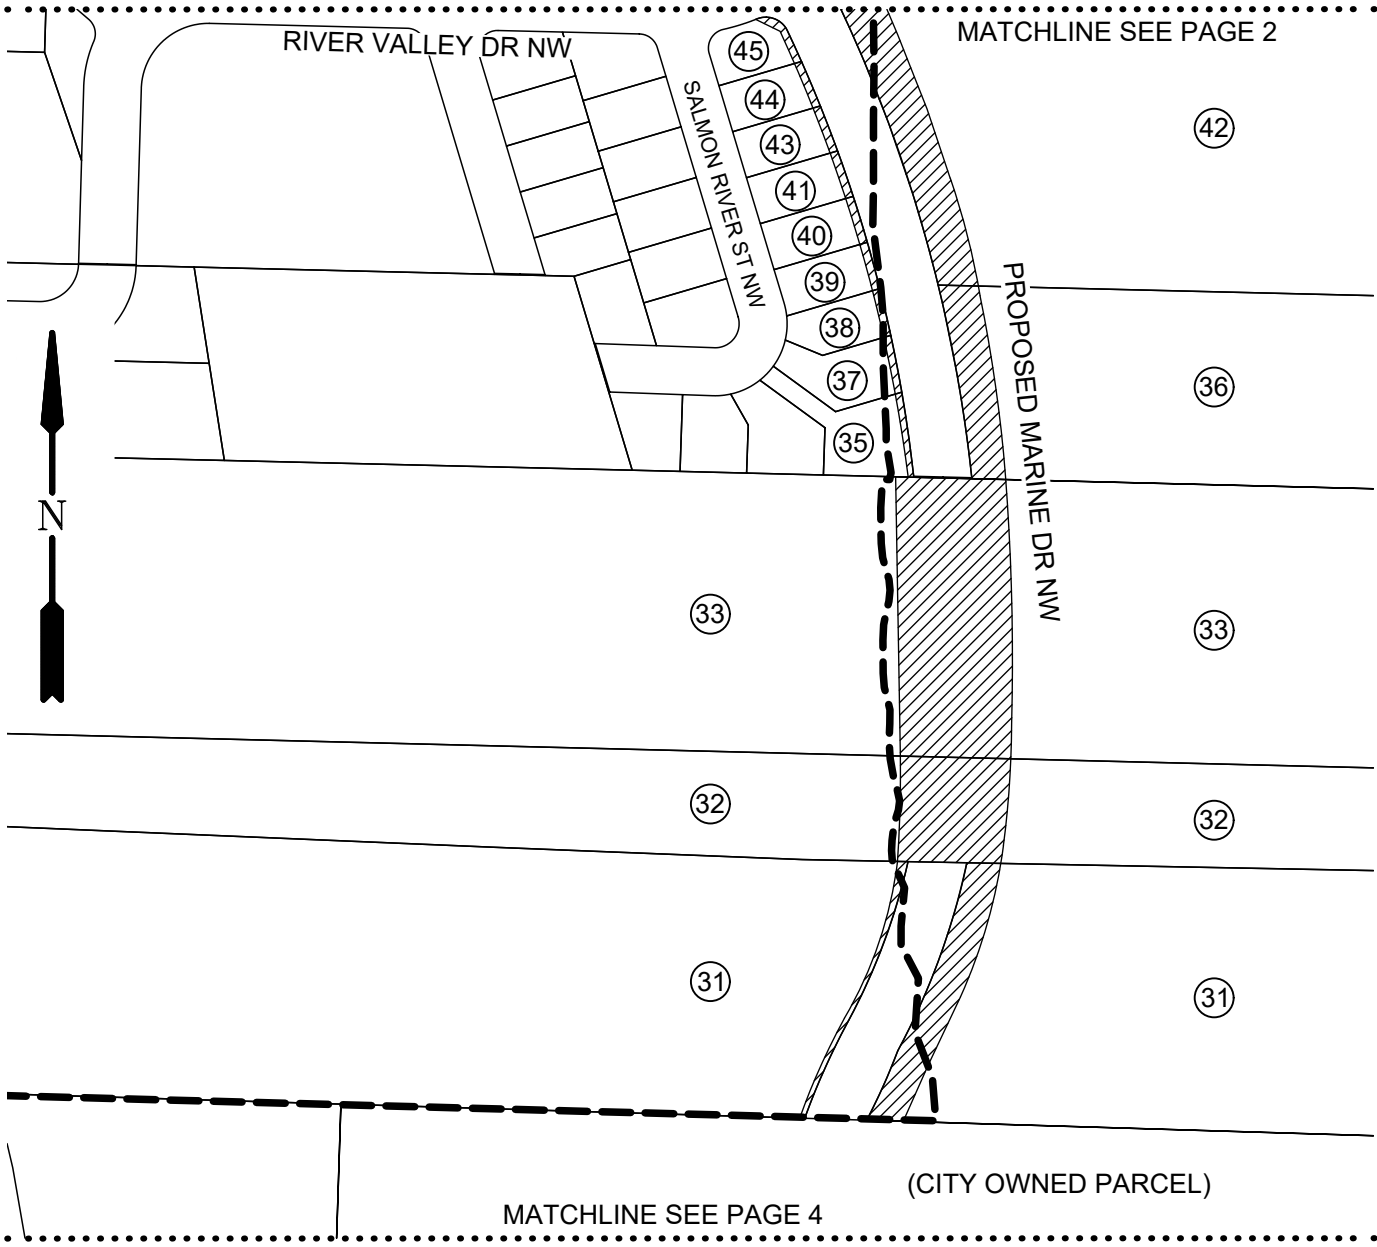 MATCHLINE SEE PAGE 2
RIVER VALLEY DR NW
45
44
42
43
SALMON RIVER ST NW
41
40
39
38
PROPOSED MARINE DR NW
37
36
35
N
33
33
32
32
31
31
(CITY OWNED PARCEL)
MATCHLINE SEE PAGE 4